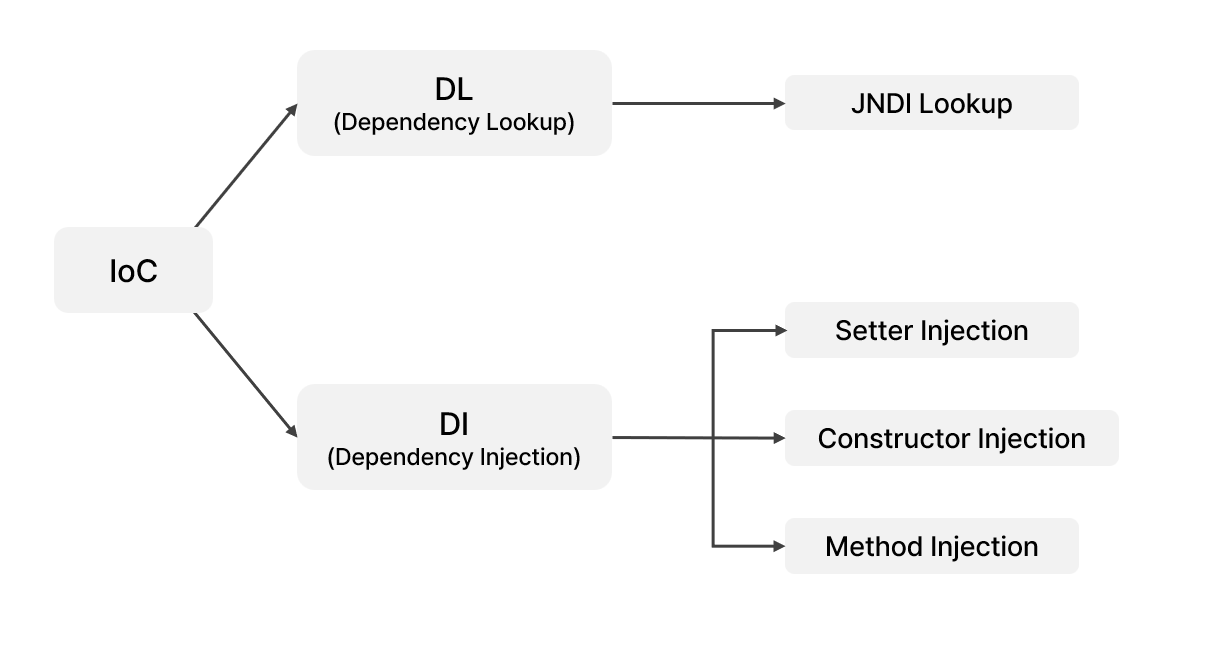 IoC
DL
(Dependency Lookup)
JNDI Lookup
DI
(Dependency Injection)
Setter Injection
Constructor Injection
Method Injection